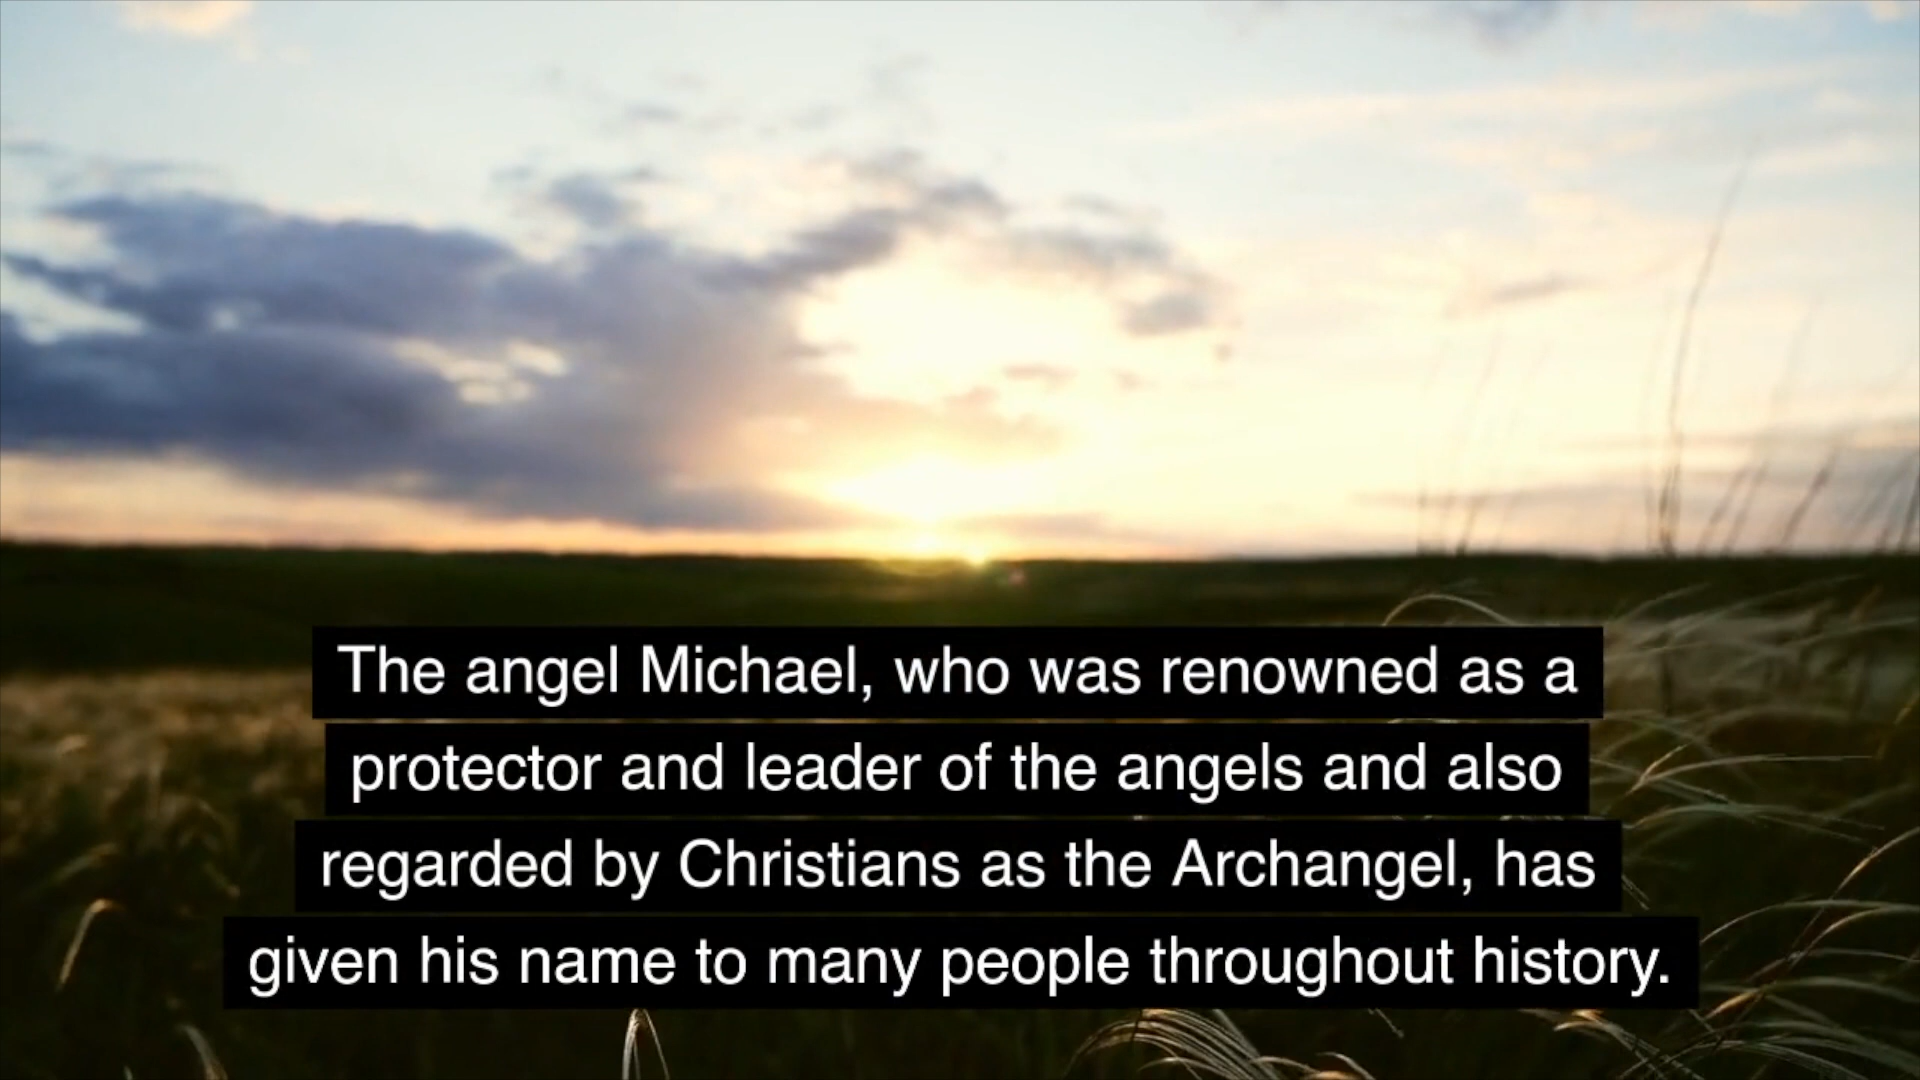 The angel Michael, who was renowned as a
protector and leader of the angels and also
regarded by Christians as the Archangel, has
given his name to many people throughout history.